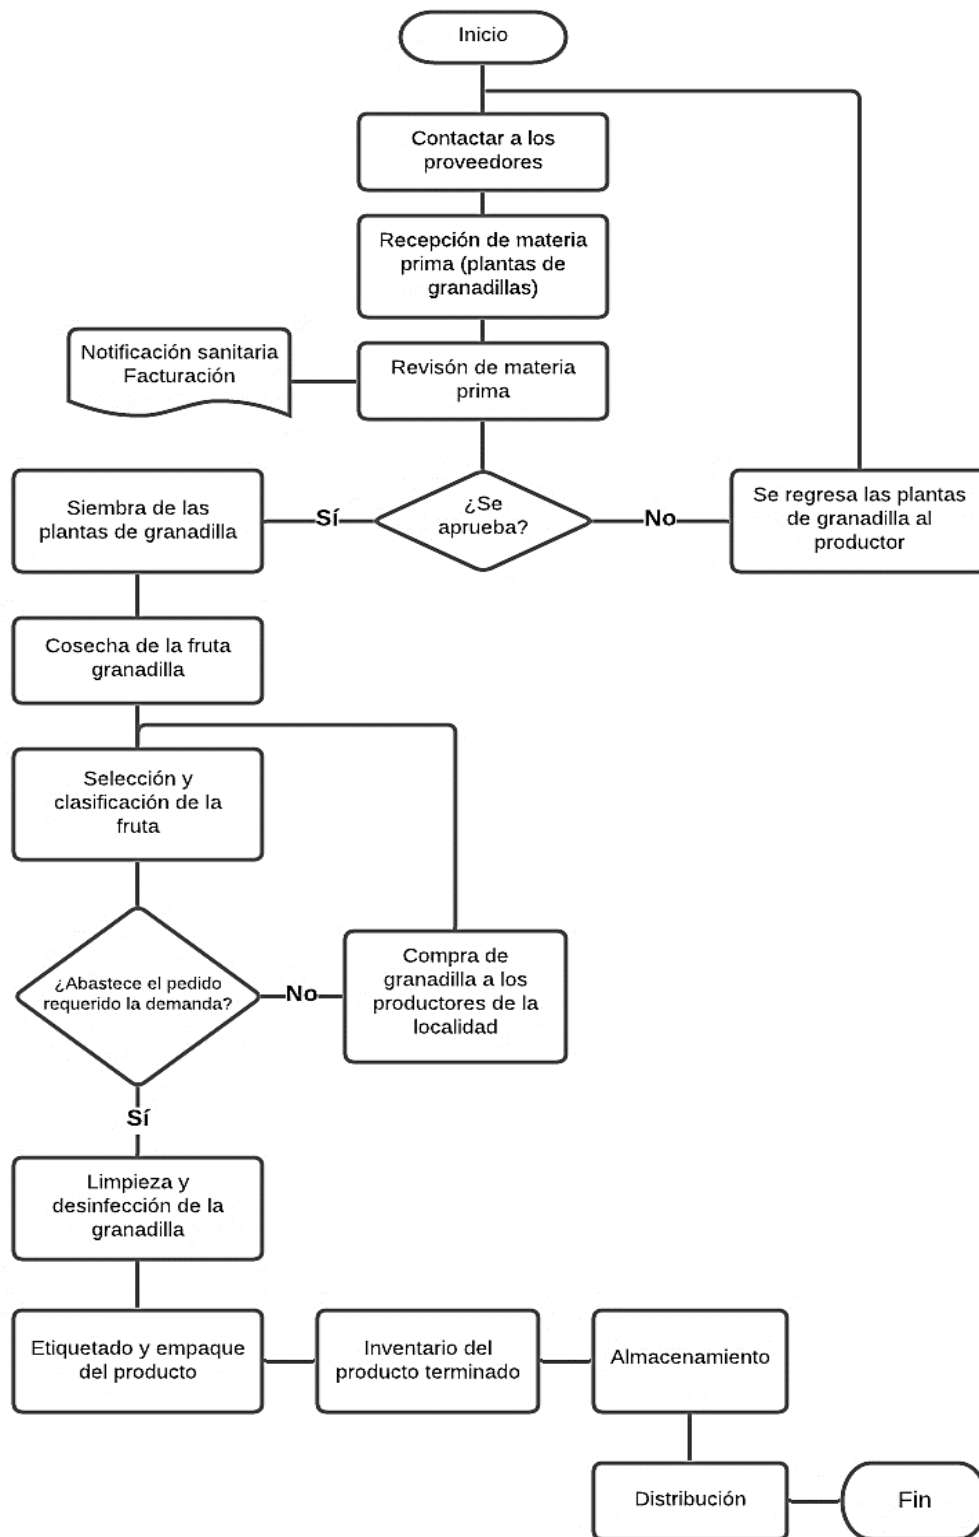 Inicio
Contactar a los
proveedores
Recepción de materia
prima (plantas de
granadillas)
Notificación sanitaria
Facturación
Revisón de materia
prima
Siembra de las
plantas de granadilla
Sí
¿Se
aprueba?
No
Se regresa las plantas
de granadilla al
productor
Cosecha de la fruta
granadilla
Selección y
clasificación de la
fruta
¿Abastece el pedido
requerido la demanda?
No
Compra de
granadilla a los
productores de la
localidad
Sí
Limpieza y
desinfección de la
granadilla
Etiquetado y empaque
del producto
Inventario del
producto terminado
Almacenamiento
Distribución
Fin